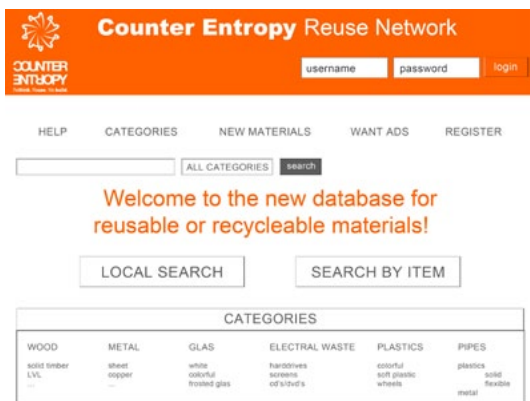 Counter Entropy Reuse Network
COUNTER
ENTROPY
username password login
HELP CATEGORIES NEW MATERIALS WANT ADS REGISTER
ALL CATEGORIES search
Welcome to the new database for
reusable or recycleable materials!
LOCAL SEARCH SEARCH BY ITEM
CATEGORIES
WOOD METAL GLAS ELECTRAL WASTE PLASTICS PIPES
solid timber sheet white harddrives colorful plastics
LVL copper colorful screens soft plastic solid
... ... frosted glas cd's/dvd's wheels flexible
metal